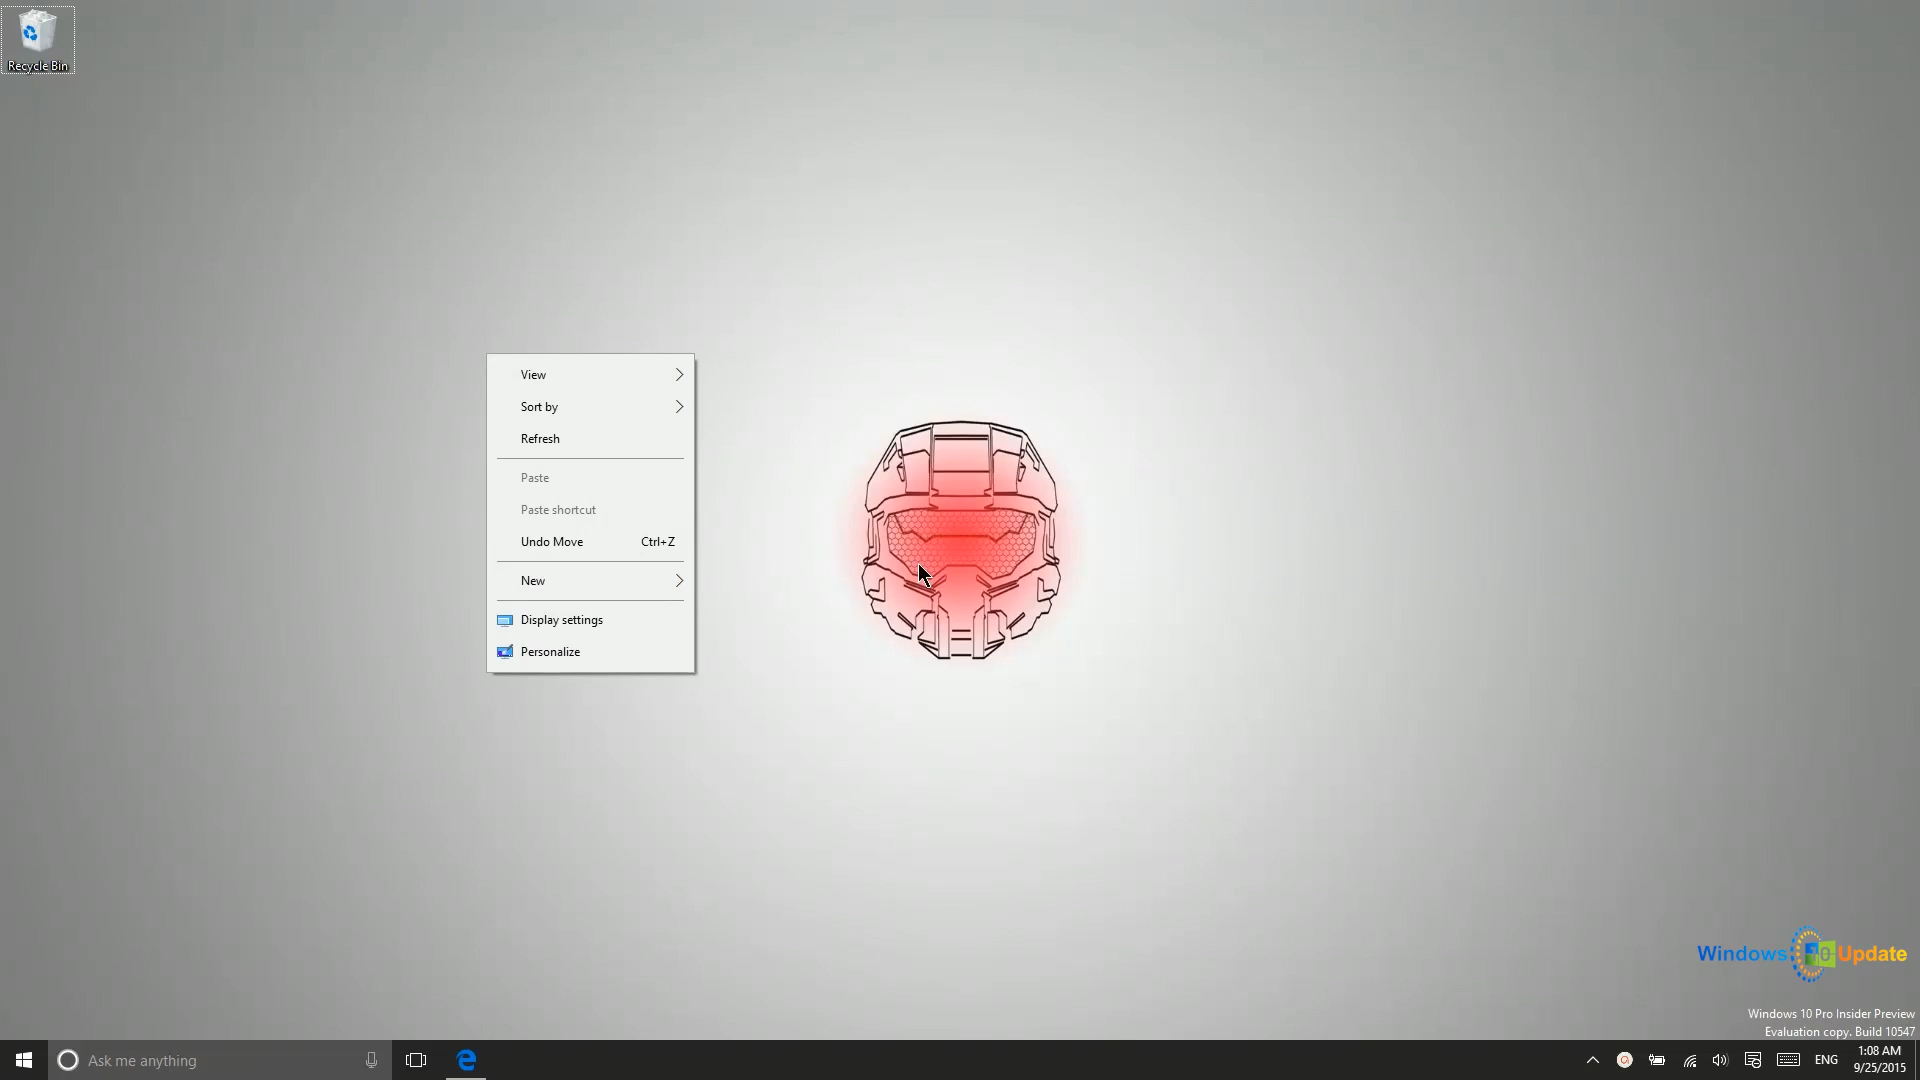 Recycle Bin
View
Sort by
Refresh
Paste
Paste shortcut
Undo Move Ctrl+Z
New
Display settings
Personalize
Windows 10 Update
Windows 10 Pro Insider Preview
Evaluation copy. Build 10547
Ask me anything
ENG
1:08 AM
9/25/2015